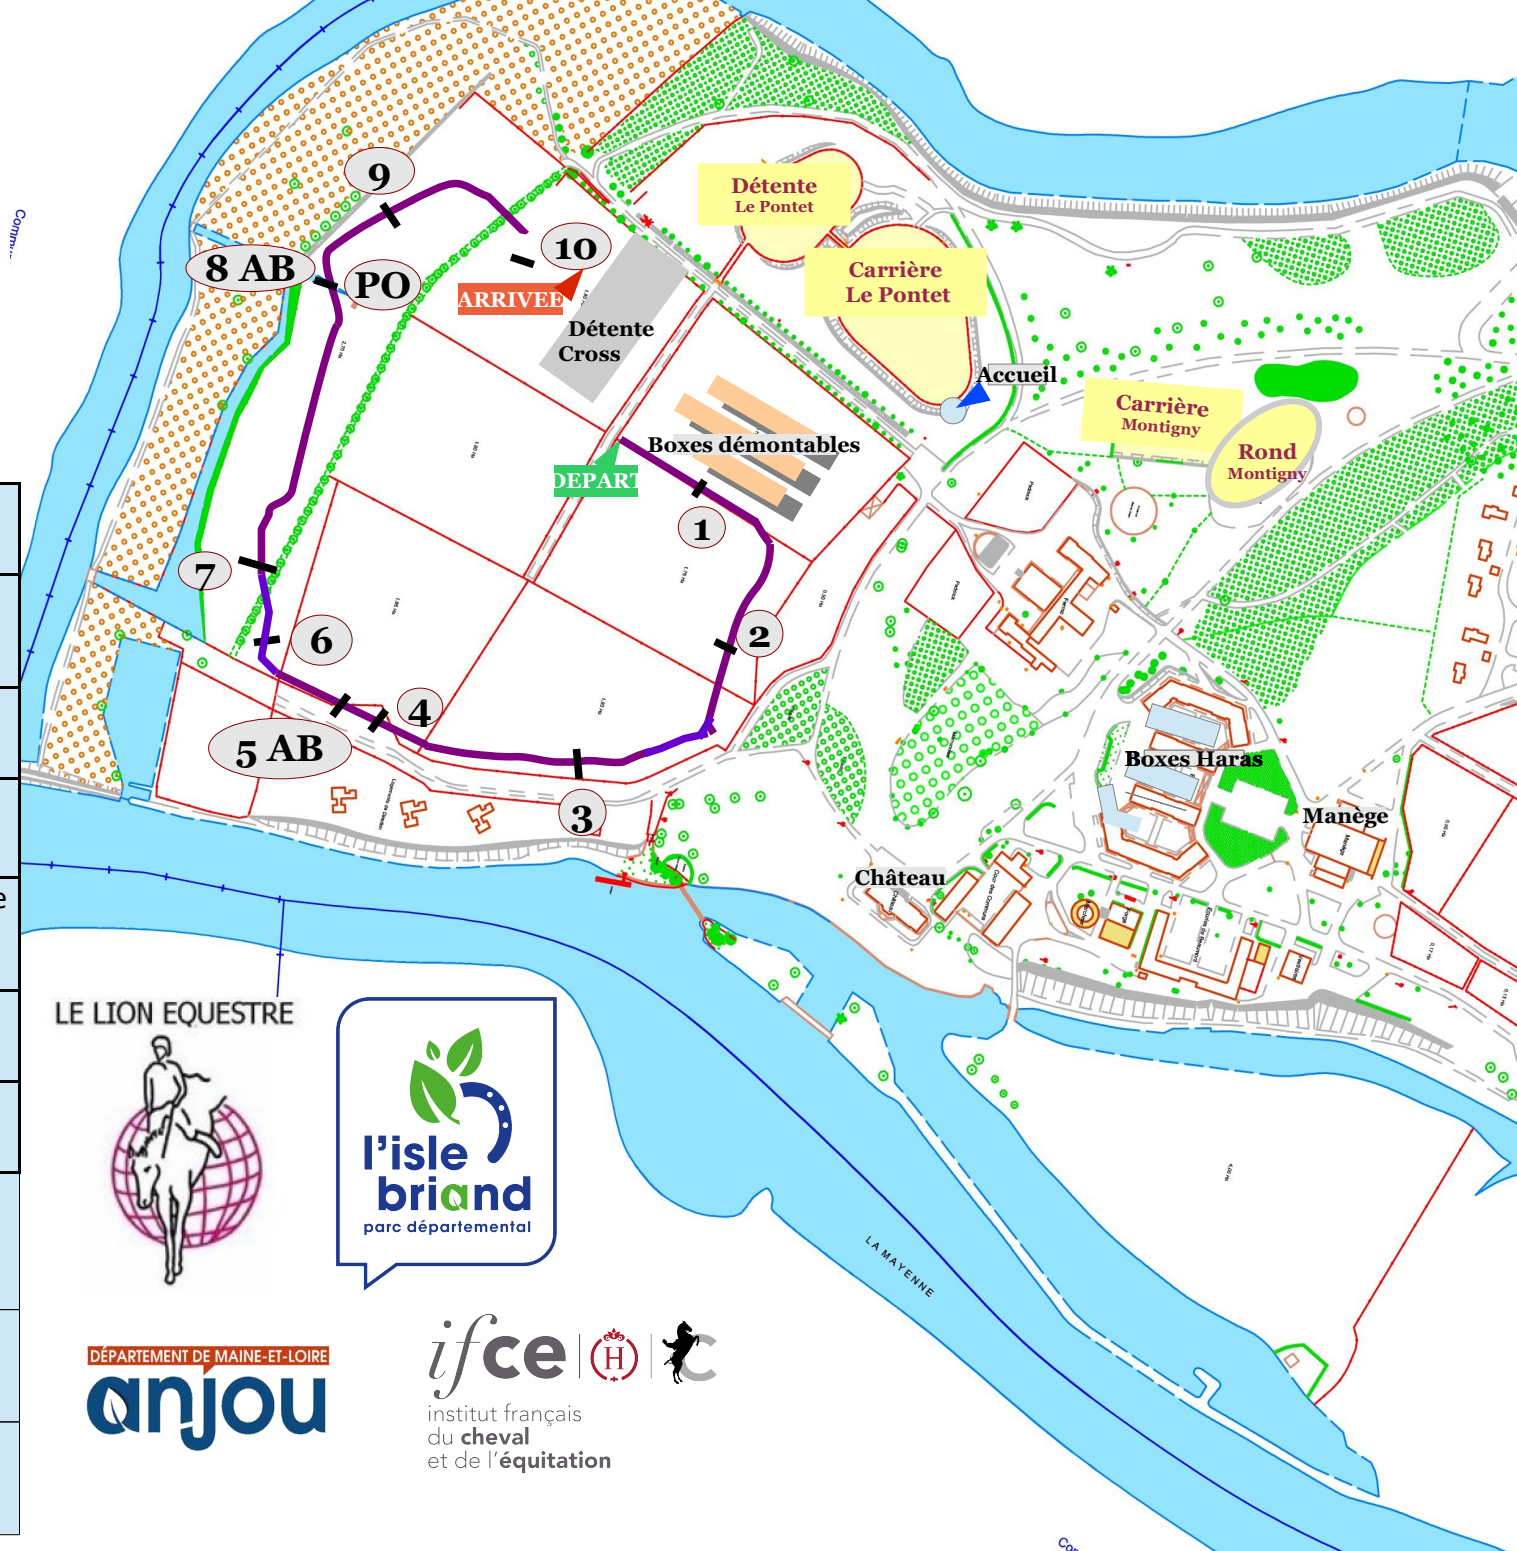 9
Détente
Le Pontet
10
8 AB
PO
Carrière
Le Pontet
ARRIVEE
Détente
Cross
Accueil
Carrière
Montigny
Boxes démontables
Rond
Montigny
DEPART
1
7
6
2
4
5 AB
3
Boxes Haras
Manège
Château
e
LE LION EQUESTRE
l'isle
briand
parc départemental
LA MAYENNE
DÉPARTEMENT DE MAINE-ET-LOIRE
anjou
ifce
H
institut français
du cheval
et de l'équitation